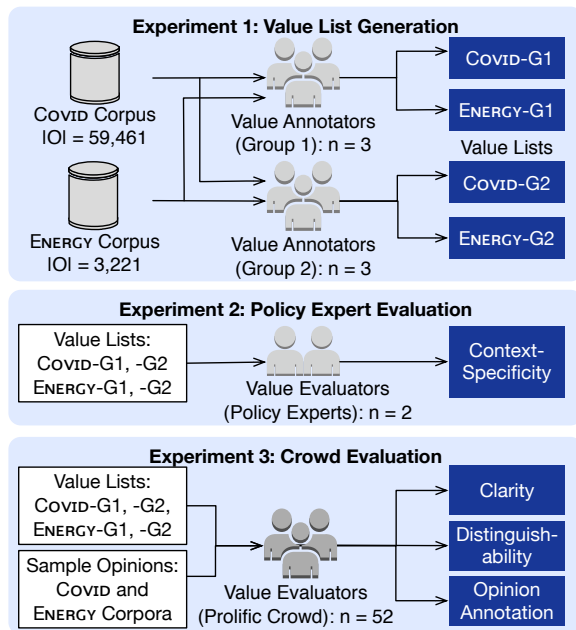 Experiment 1: Value List Generation
COVID Corpus
|O| = 59,461
ENERGY Corpus
|O| = 3,221
Value Annotators
(Group 1): n = 3
Value Annotators
(Group 2): n = 3
COVID-G1
ENERGY-G1
Value Lists
COVID-G2
ENERGY-G2
Experiment 2: Policy Expert Evaluation
Value Lists:
COVID-G1, -G2
ENERGY-G1, -G2
Value Evaluators
(Policy Experts): n = 2
Context-
Specificity
Experiment 3: Crowd Evaluation
Value Lists:
COVID-G1, -G2,
ENERGY-G1, -G2
Sample Opinions:
COVID and
ENERGY Corpora
Value Evaluators
(Prolific Crowd): n = 52
Clarity
Distinguish-
ability
Opinion
Annotation